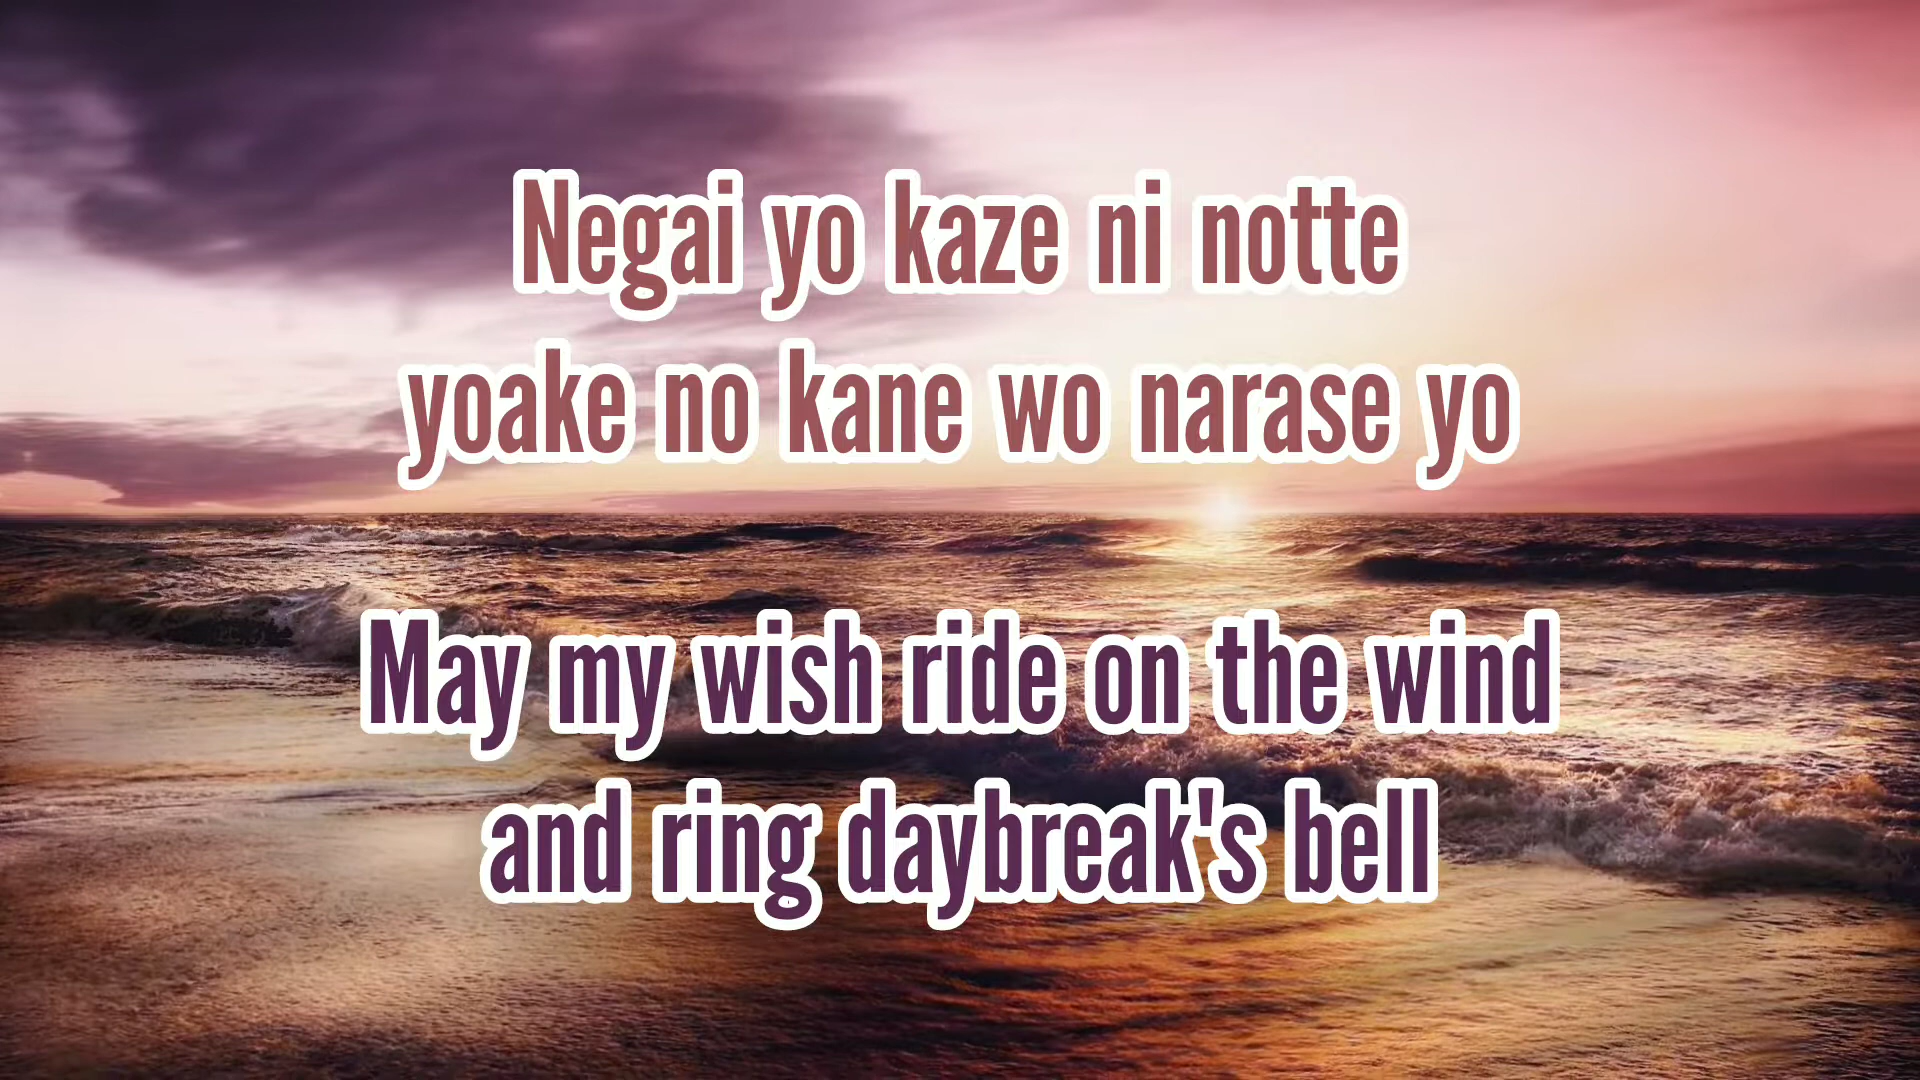 Negai yo kaze ni notte
yoake no kane wo narase yo
May my wish ride on the wind
and ring daybreak's bell